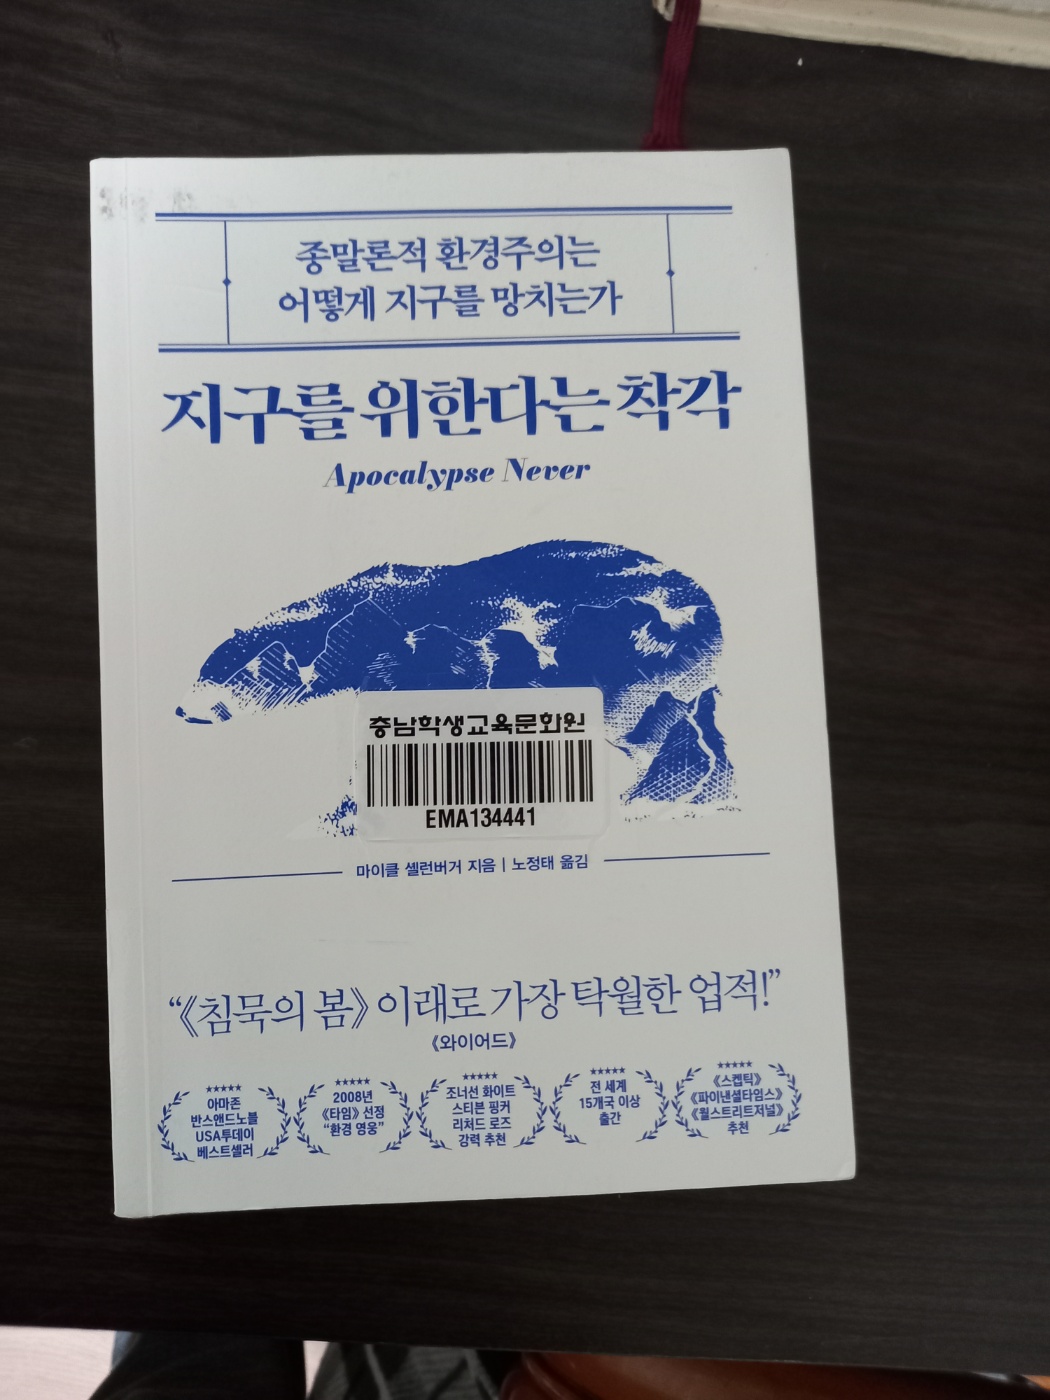 종말론적 환경주의는
어떻게 지구를 망치는가
지구를 위한다는 착각
Apocalypse Never
충남학생교육문화원
EMA134441
마이클 셸런버거 지음 | 노정태 옮김
“《침묵의 봄》 이래로 가장 탁월한 업적!”
《와이어드》
★★★★★
아마존
반스앤드노블
USA투데이
베스트셀러
★★★★★
2008년
《타임》 선정
“환경 영웅”
★★★★★
조너선 화이트
스티븐 핑커
리처드 로즈
강력 추천
★★★★★
전 세계
15개국 이상
출간
★★★★★
《스켑틱》
《파이낸셜타임스》
《월스트리트저널》
추천